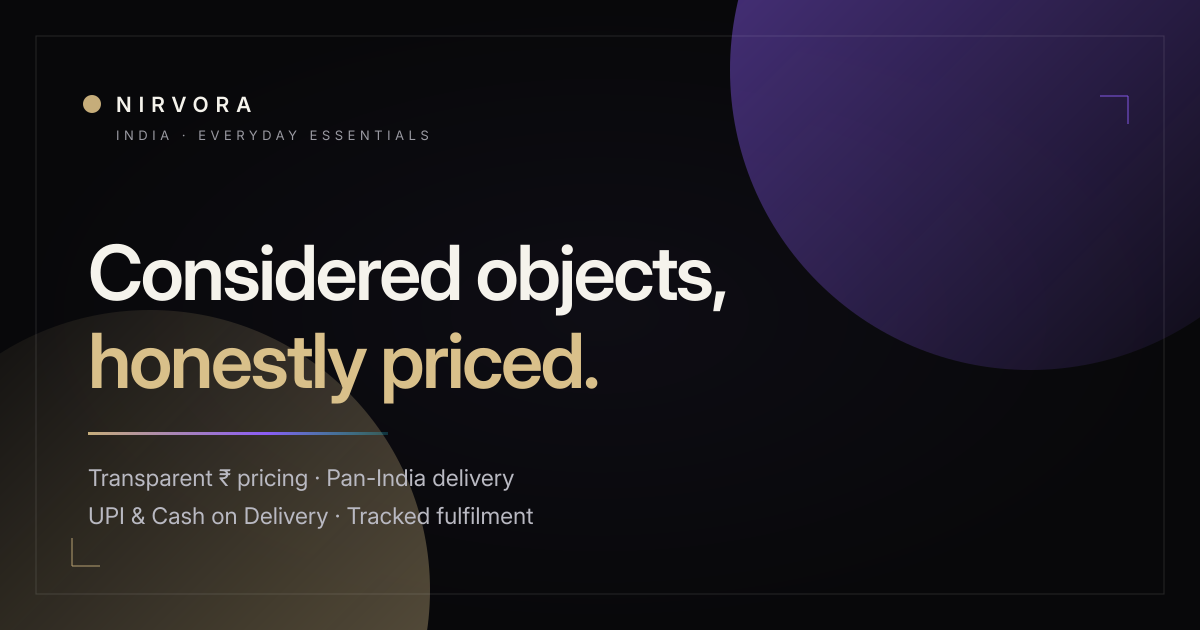 NIRVORA
INDIA · EVERYDAY ESSENTIALS
Considered objects,
honestly priced.
Transparent ₹ pricing · Pan-India delivery
UPI & Cash on Delivery · Tracked fulfilment